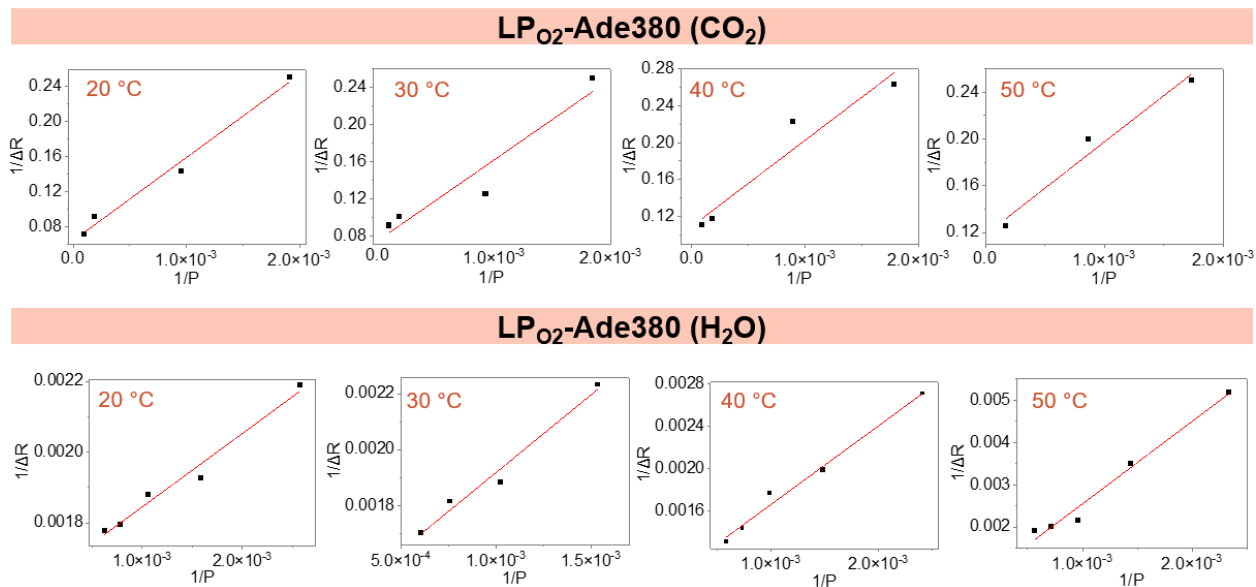 LPO2-Ade380 (CO2)
20 °C
30 °C
40 °C
50 °C
1/ΔR
0.24
0.20
0.16
0.12
0.08
0.0
1.0×10-3
2.0×10-3
1/P
1/ΔR
0.24
0.20
0.16
0.12
0.08
0.0
1.0×10-3
2.0×10-3
1/P
1/ΔR
0.28
0.24
0.20
0.16
0.12
0.0
1.0×10-3
2.0×10-3
1/P
1/ΔR
0.24
0.20
0.16
0.12
0.0
1.0×10-3
2.0×10-3
1/P
LPO2-Ade380 (H2O)
20 °C
30 °C
40 °C
50 °C
1/ΔR
0.0022
0.0020
0.0018
1.0×10-3
2.0×10-3
1/P
1/ΔR
0.0022
0.0020
0.0018
5.0×10-4
1.0×10-3
1.5×10-3
1/P
1/ΔR
0.0028
0.0024
0.0020
0.0016
1.0×10-3
2.0×10-3
1/P
1/ΔR
0.005
0.004
0.003
0.002
1.0×10-3
2.0×10-3
1/P